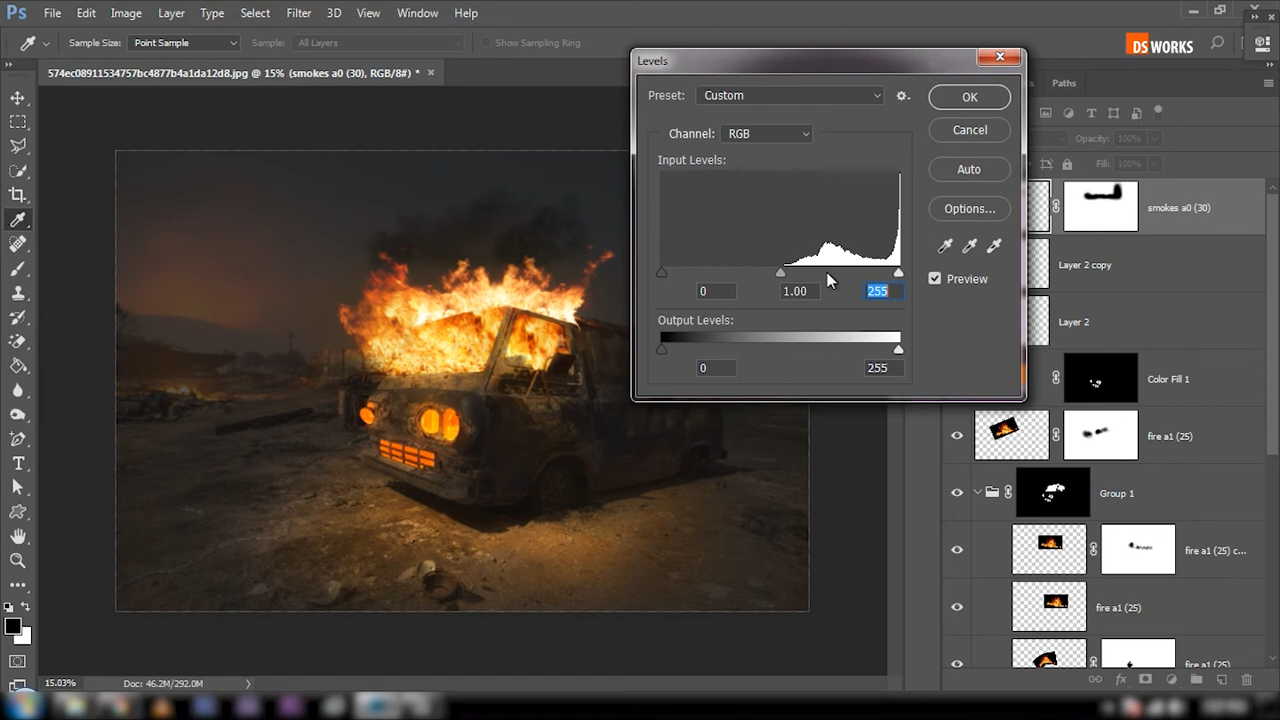 Ps File Edit Image Layer Type Select Filter 3D View Window Help
Sample Size: Point Sample Sample: All Layers Show Sampling Ring
DS WORKS
574ec08911534757bc4877b4a1da12d8.jpg @ 15% (smokes a0 (30), RGB/8#) *
Levels
Preset: Custom
OK
Channel: RGB
Cancel
Input Levels:
Auto
Options...
Preview
0 1.00 255
Output Levels:
0 255
Paths
Opacity: 100%
Fill: 100%
smokes a0 (30)
Layer 2 copy
Layer 2
Color Fill 1
fire a1 (25)
Group 1
fire a1 (25) c...
fire a1 (25)
fire a1 (25)
15.03% Doc: 46.2M/292.0M